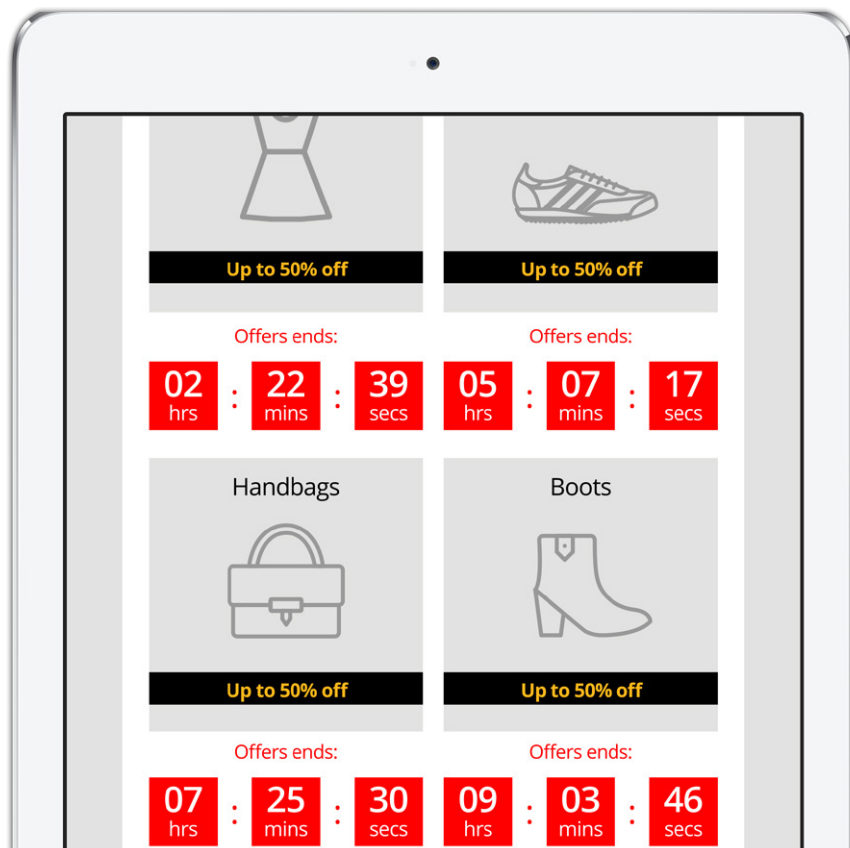 Up to 50% off Up to 50% off
Offers ends: Offers ends:
02 : 22 : 39 05 : 07 : 17
hrs mins secs hrs mins secs
Handbags Boots
Up to 50% off Up to 50% off
Offers ends: Offers ends:
07 : 25 : 30 09 : 03 : 46
hrs mins secs hrs mins secs